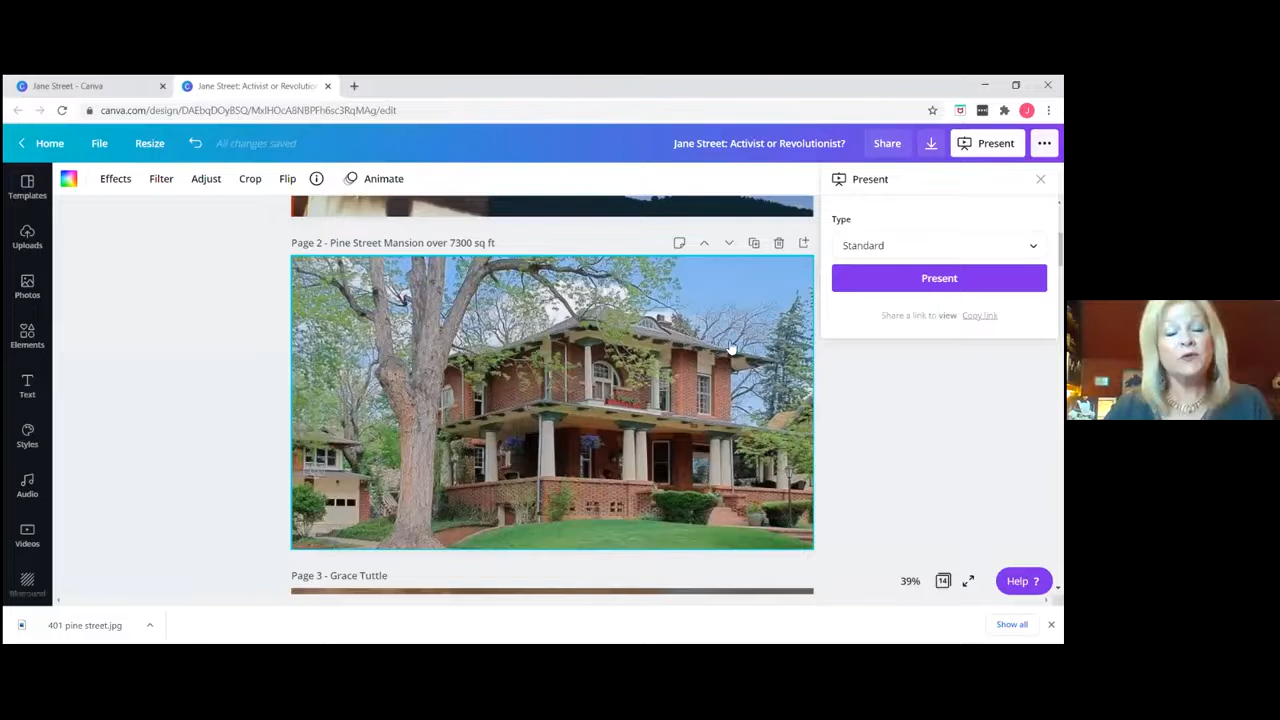 Jane Street - Canva
Jane Street: Activist or Revolutio
canva.com/design/DAEbqDOyBSQ/MxlHOcA8NBPFh6sc3RqMAg/edit
J
Home File Resize All changes saved Jane Street: Activist or Revolutionist? Share Present
Effects Filter Adjust Crop Flip Animate
Present
Templates
Uploads
Photos
Elements
Text
Styles
Audio
Videos
Page 2 - Pine Street Mansion over 7300 sq ft
Type
Standard
Present
Share a link to view Copy link
Page 3 - Grace Tuttle
39% 14 Help ?
401 pine street.jpg
Show all